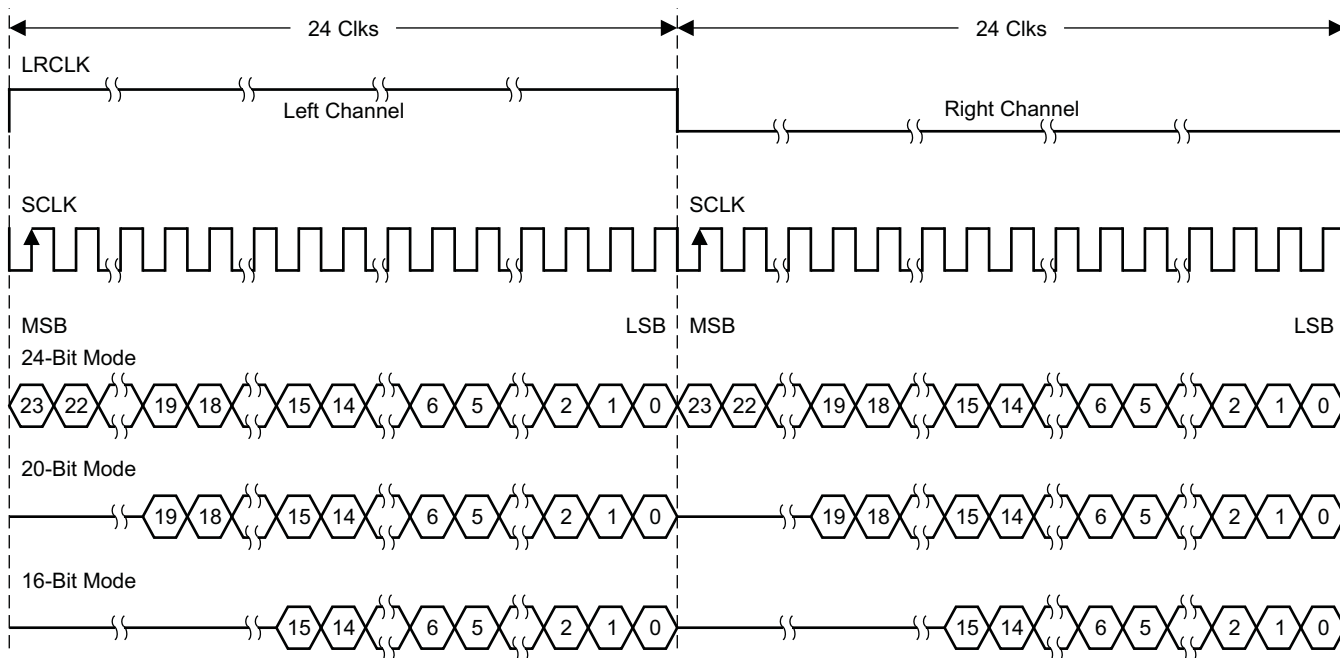 24 Clks 24 Clks
LRCLK
Left Channel Right Channel
SCLK SCLK
MSB LSB MSB LSB
24-Bit Mode
23 22 19 18 15 14 6 5 2 1 0 23 22 19 18 15 14 6 5 2 1 0
20-Bit Mode
19 18 15 14 6 5 2 1 0 19 18 15 14 6 5 2 1 0
16-Bit Mode
15 14 6 5 2 1 0 15 14 6 5 2 1 0